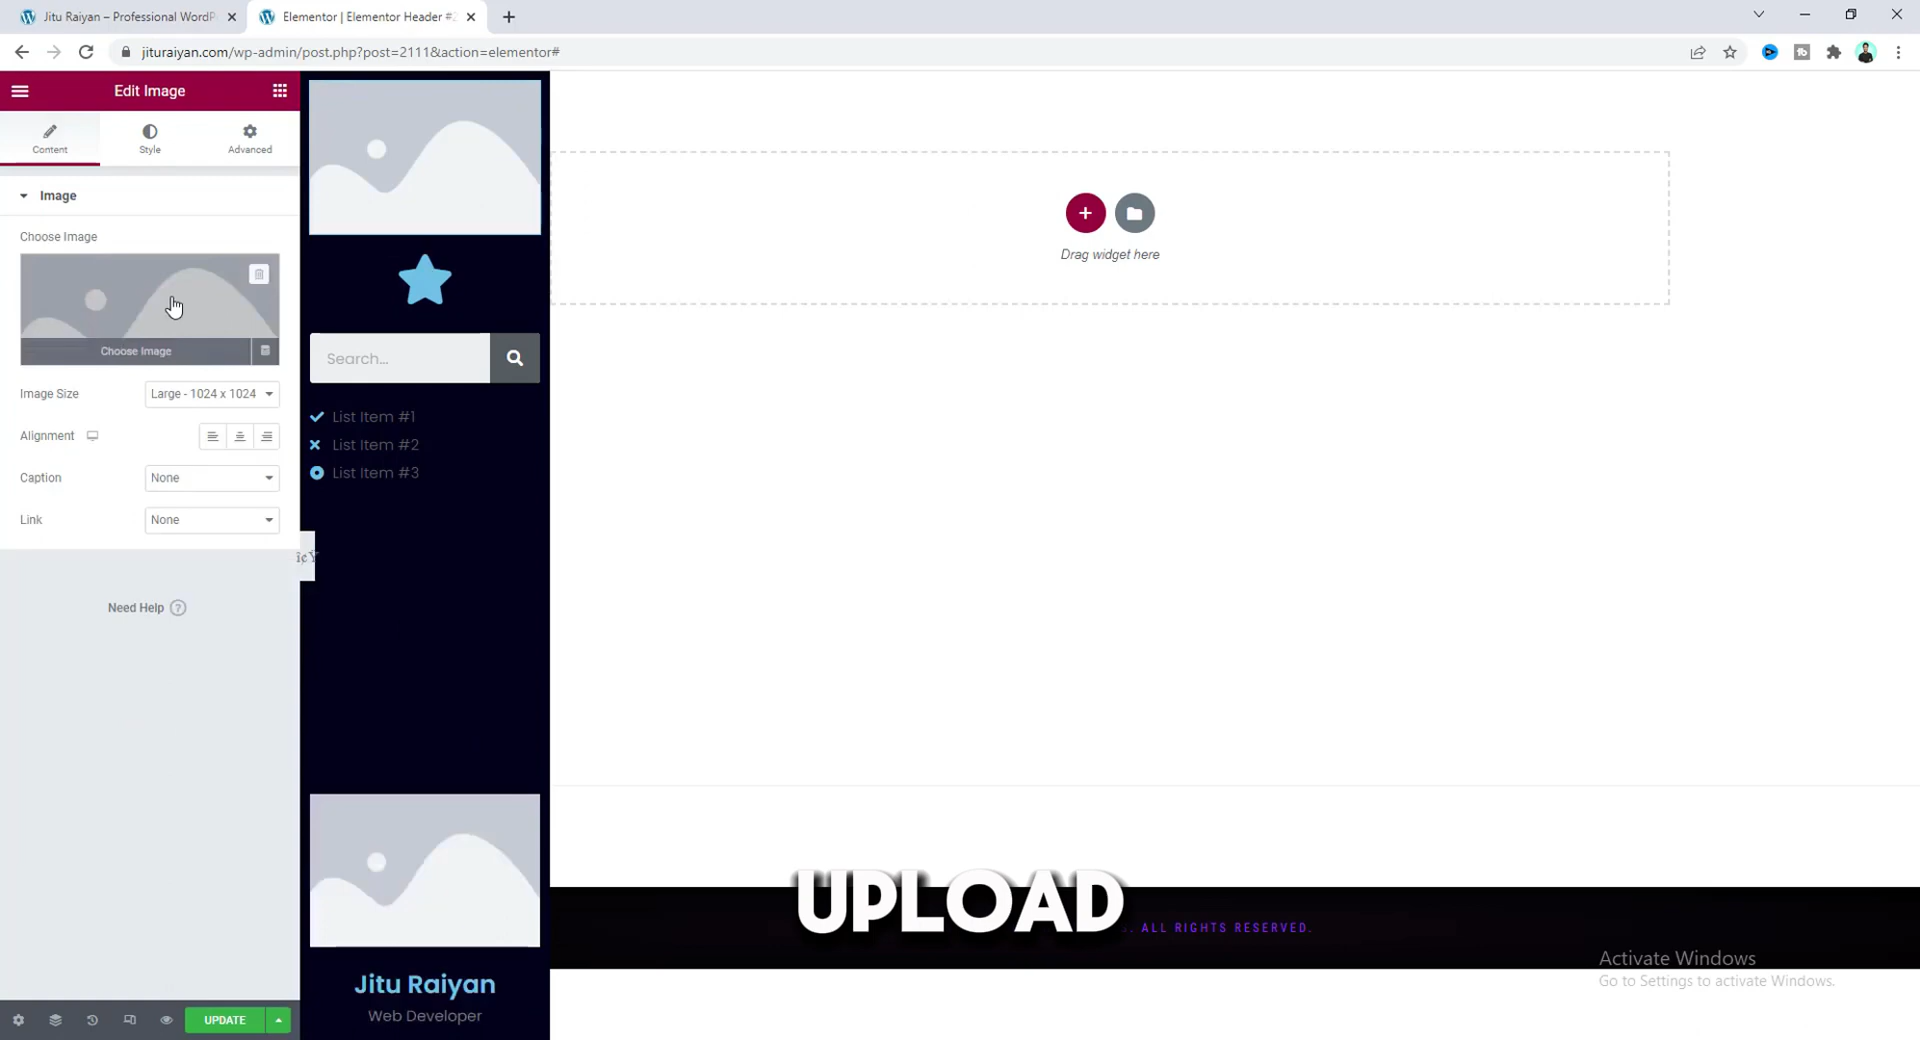 Jitu Raiyan – Professional WordP
Elementor | Elementor Header #2
jituraiyan.com/wp-admin/post.php?post=2111&action=elementor#
Edit Image
Content
Style
Advanced
Image
Choose Image
Choose Image
Image Size
Large - 1024 x 1024
Alignment
Caption
None
Link
None
Need Help ?
UPDATE
Search...
List Item #1
List Item #2
List Item #3
Jitu Raiyan
Web Developer
Drag widget here
UPLOAD
. ALL RIGHTS RESERVED.
Activate Windows
Go to Settings to activate Windows.